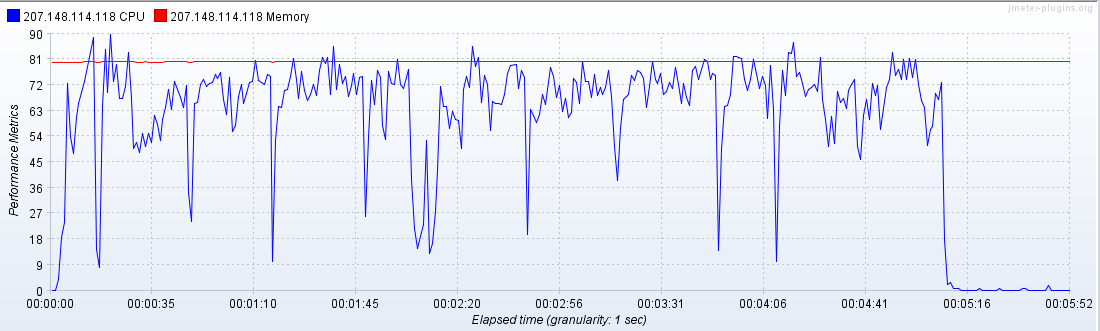 jmeter-plugins.org
207.148.114.118 CPU 207.148.114.118 Memory
90
81
72
63
54
45
36
27
18
9
0
Performance Metrics
00:00:00 00:00:35 00:01:10 00:01:45 00:02:20 00:02:56 00:03:31 00:04:06 00:04:41 00:05:16 00:05:52
Elapsed time (granularity: 1 sec)